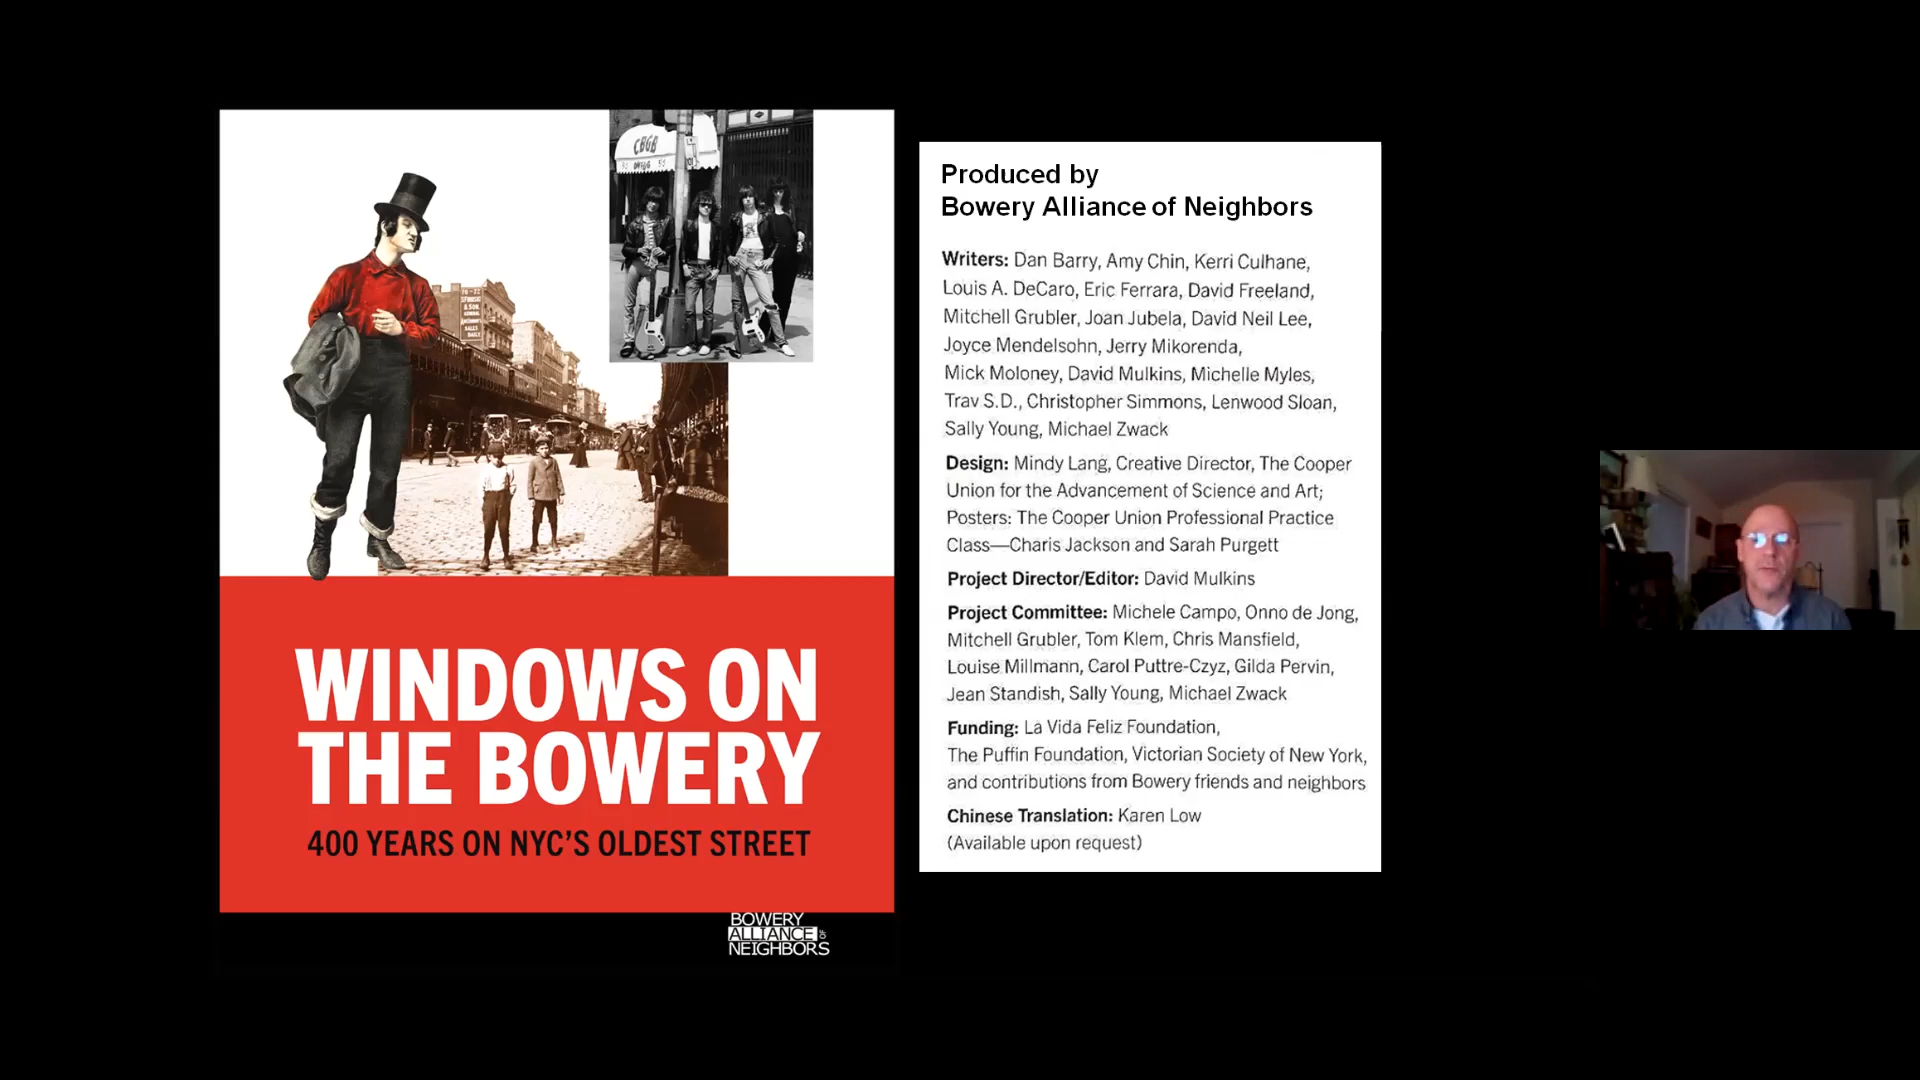 CBGB
OMFUG
WINDOWS ON
THE BOWERY
400 YEARS ON NYC'S OLDEST STREET
BOWERY
ALLIANCE OF
NEIGHBORS
Produced by
Bowery Alliance of Neighbors
Writers: Dan Barry, Amy Chin, Kerri Culhane,
Louis A. DeCaro, Eric Ferrara, David Freeland,
Mitchell Grubler, Joan Jubela, David Neil Lee,
Joyce Mendelsohn, Jerry Mikorenda,
Mick Moloney, David Mulkins, Michelle Myles,
Trav S.D., Christopher Simmons, Lenwood Sloan,
Sally Young, Michael Zwack
Design: Mindy Lang, Creative Director, The Cooper
Union for the Advancement of Science and Art;
Posters: The Cooper Union Professional Practice
Class—Charis Jackson and Sarah Purgett
Project Director/Editor: David Mulkins
Project Committee: Michele Campo, Onno de Jong,
Mitchell Grubler, Tom Klem, Chris Mansfield,
Louise Millmann, Carol Puttre-Czyz, Gilda Pervin,
Jean Standish, Sally Young, Michael Zwack
Funding: La Vida Feliz Foundation,
The Puffin Foundation, Victorian Society of New York,
and contributions from Bowery friends and neighbors
Chinese Translation: Karen Low
(Available upon request)